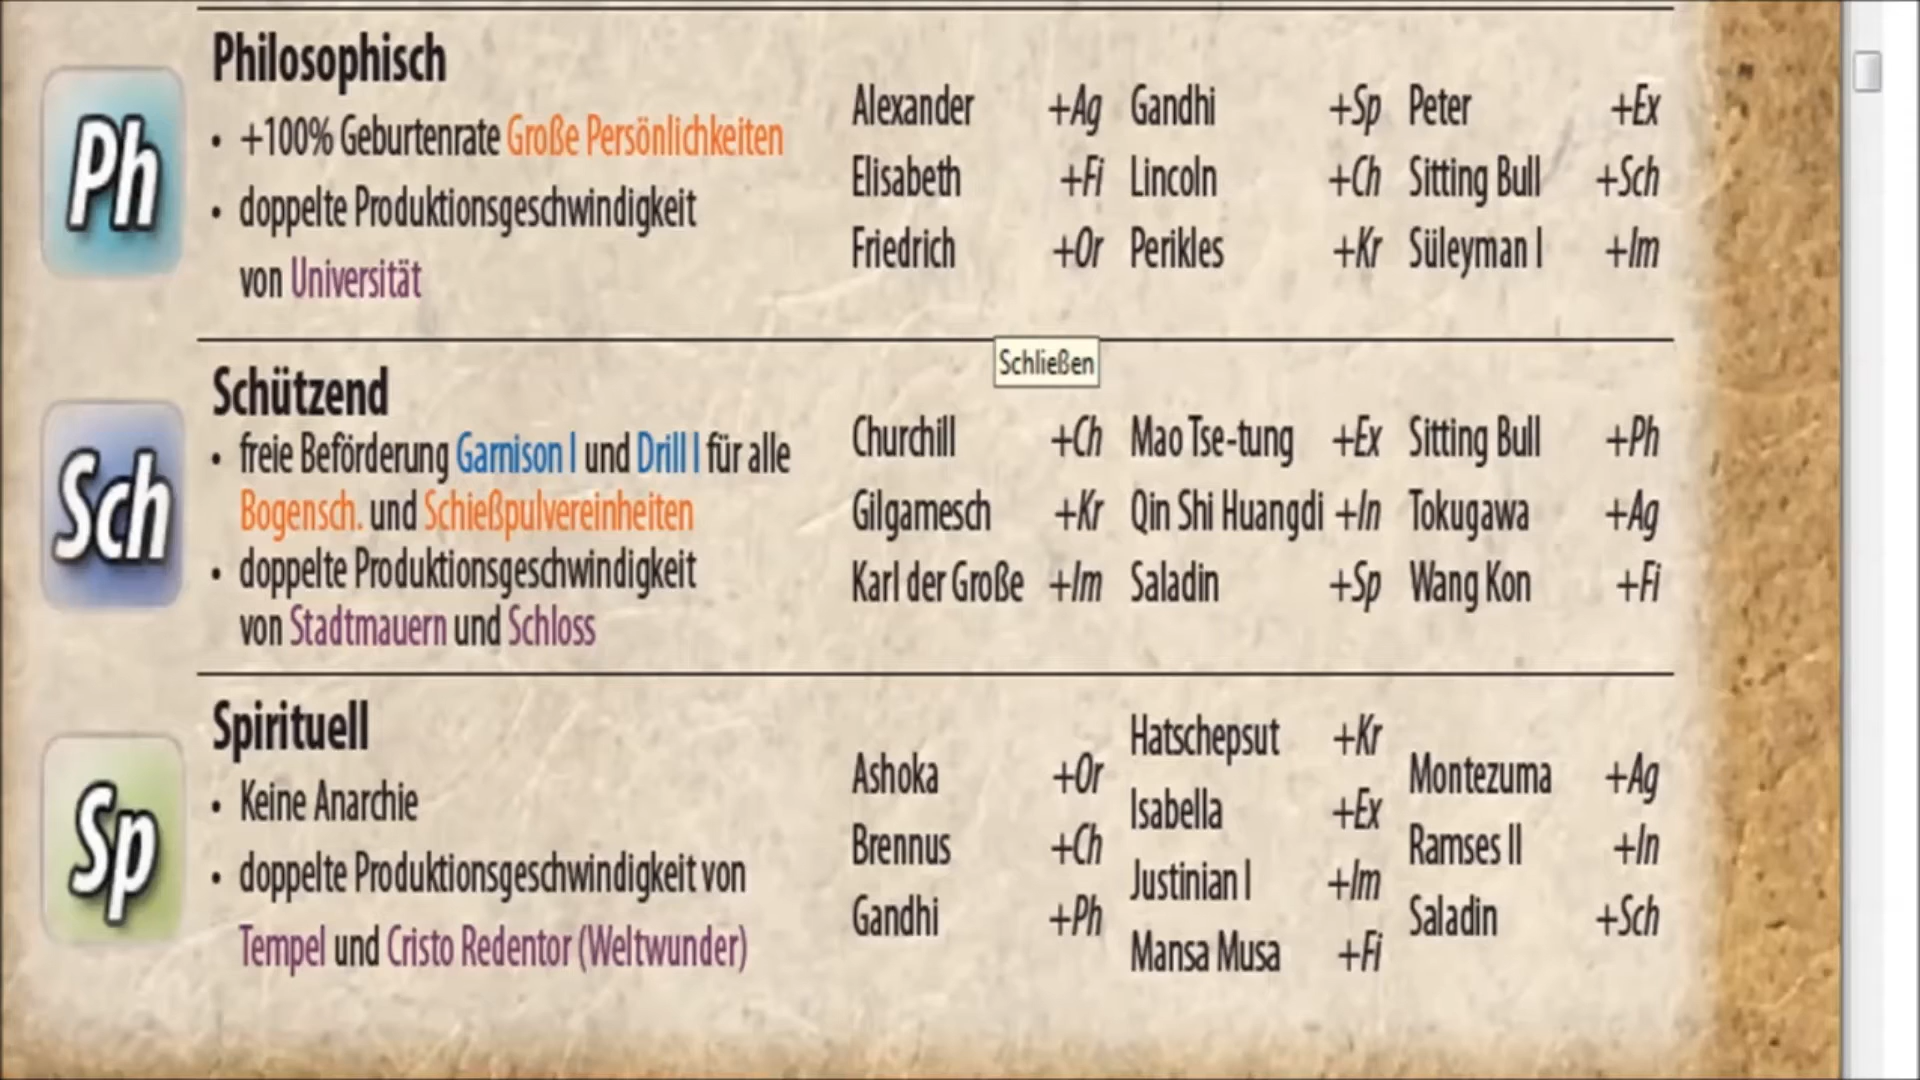 Ph
Philosophisch
• +100% Geburtenrate Große Persönlichkeiten
• doppelte Produktionsgeschwindigkeit
von Universität
Alexander +Ag Gandhi +Sp Peter +Ex
Elisabeth +Fi Lincoln +Ch Sitting Bull +Sch
Friedrich +Or Perikles +Kr Süleyman I +Im
Schließen
Sch
Schützend
• freie Beförderung Garnison I und Drill I für alle
Bogensch. und Schießpulvereinheiten
• doppelte Produktionsgeschwindigkeit
von Stadtmauern und Schloss
Churchill +Ch Mao Tse-tung +Ex Sitting Bull +Ph
Gilgamesch +Kr Qin Shi Huangdi +In Tokugawa +Ag
Karl der Große +Im Saladin +Sp Wang Kon +Fi
Sp
Spirituell
• Keine Anarchie
• doppelte Produktionsgeschwindigkeit von
Tempel und Cristo Redentor (Weltwunder)
Ashoka +Or
Brennus +Ch
Gandhi +Ph
Hatschepsut +Kr
Isabella +Ex
Justinian I +Im
Mansa Musa +Fi
Montezuma +Ag
Ramses II +In
Saladin +Sch